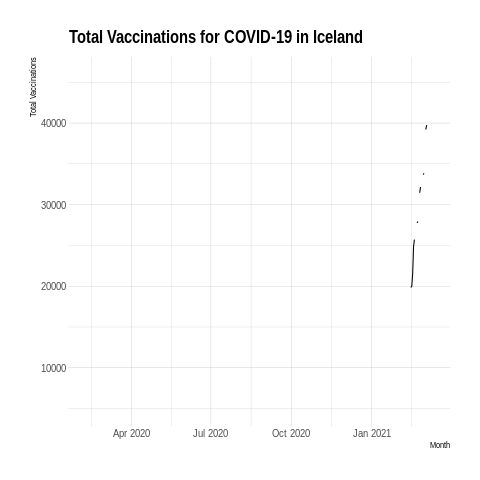 Total Vaccinations for COVID-19 in Iceland
Total Vaccinations
40000
30000
20000
10000
Apr 2020 Jul 2020 Oct 2020 Jan 2021
Month